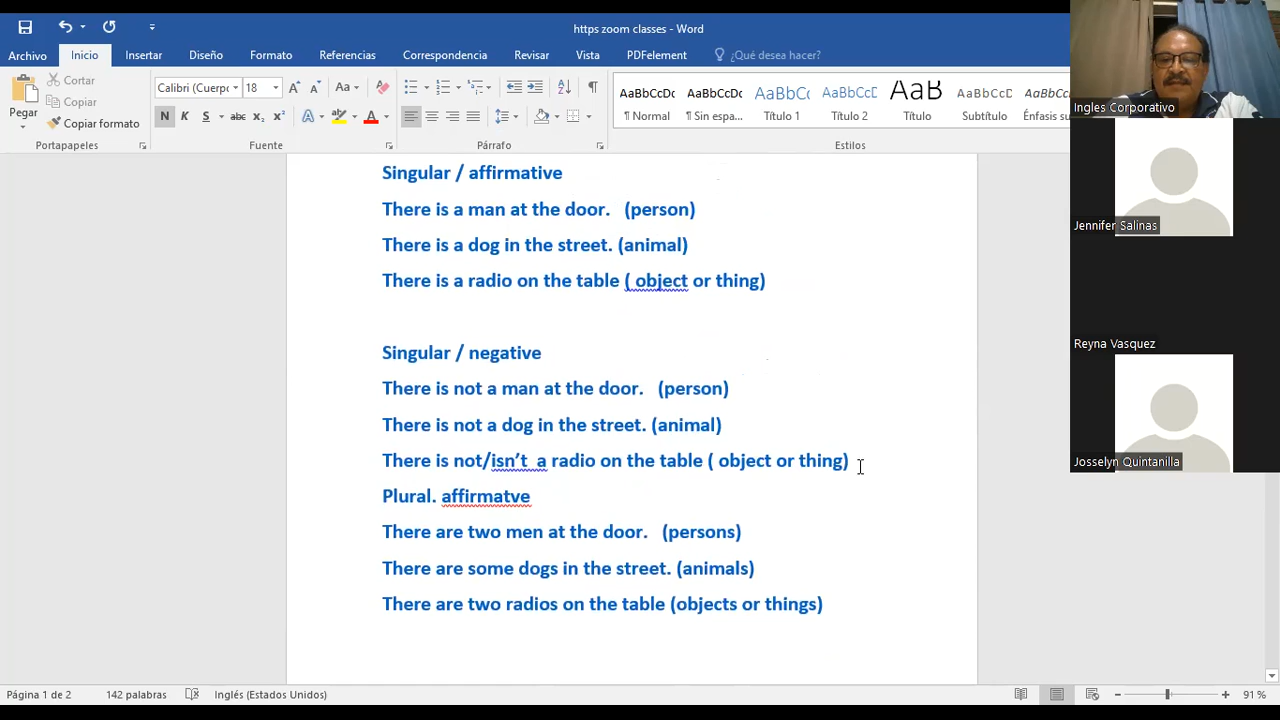 https zoom classes - Word
Archivo Inicio Insertar Diseño Formato Referencias Correspondencia Revisar Vista PDFelement ¿Qué desea hacer?
Pegar
Cortar
Copiar
Copiar formato
Portapapeles
Calibri (Cuerpo 18
N K S abc x₂ x² A A
Fuente
Párrafo
AaBbCcDc AaBbCcDc AaBbC AaBbCcD AaB AaBbCcD AaBbCcD
¶ Normal ¶ Sin espa... Título 1 Título 2 Título Subtítulo Énfasis su
Estilos
Singular / affirmative
There is a man at the door. (person)
There is a dog in the street. (animal)
There is a radio on the table ( object or thing)
Singular / negative
There is not a man at the door. (person)
There is not a dog in the street. (animal)
There is not/isn’t a radio on the table ( object or thing)
Plural. affirmatve
There are two men at the door. (persons)
There are some dogs in the street. (animals)
There are two radios on the table (objects or things)
Página 1 de 2 142 palabras Inglés (Estados Unidos) 91 %
Ingles Corporativo
Jennifer Salinas
Reyna Vasquez
Josselyn Quintanilla